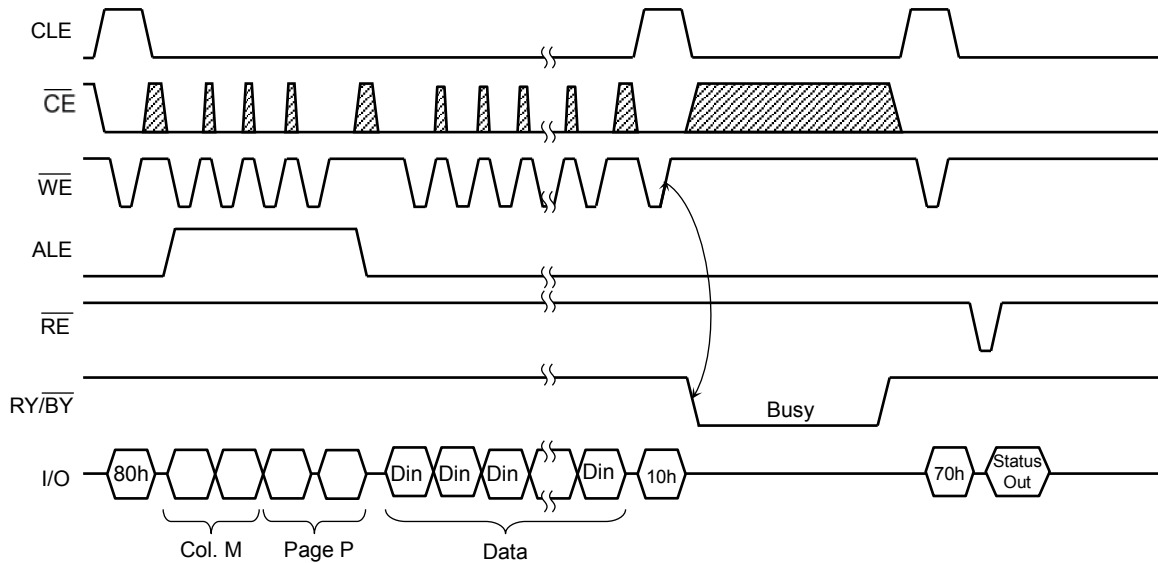 CLE
CE
WE
ALE
RE
RY/BY
Busy
I/O
80h
Din
Din
Din
Din
10h
70h
Status
Out
Col. M
Page P
Data